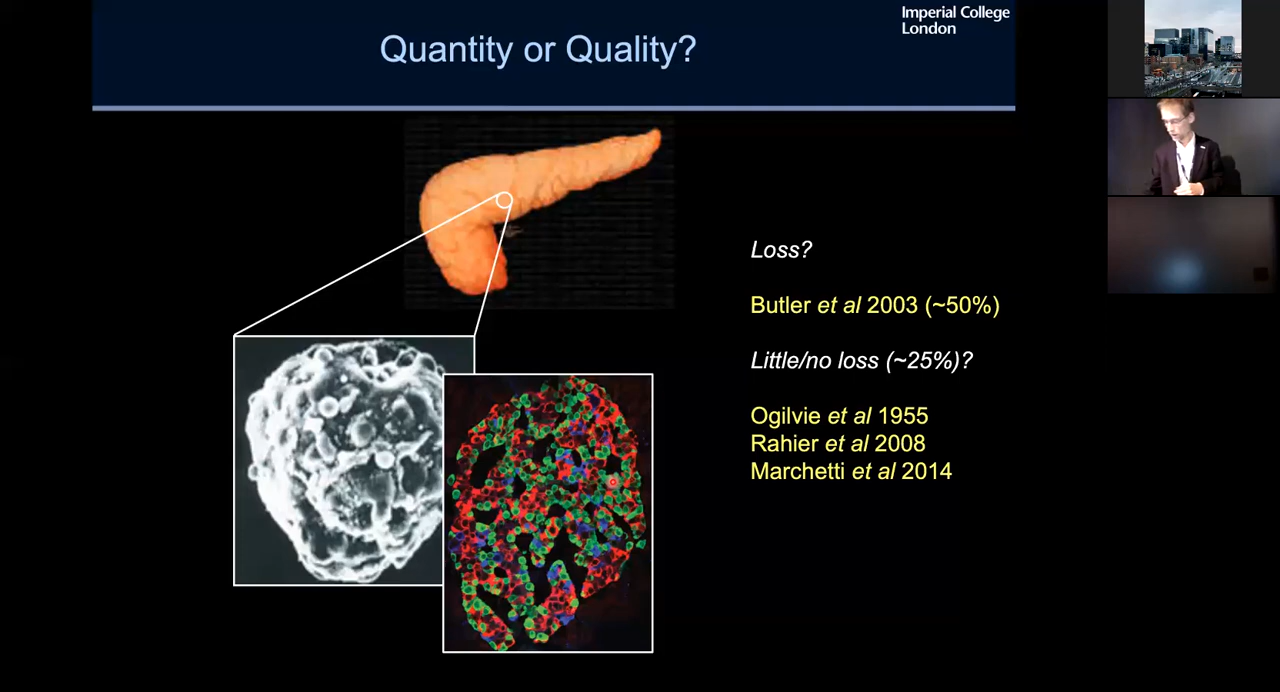 Imperial College
London
Quantity or Quality?
Loss?
Butler et al 2003 (~50%)
Little/no loss (~25%)?
Ogilvie et al 1955
Rahier et al 2008
Marchetti et al 2014